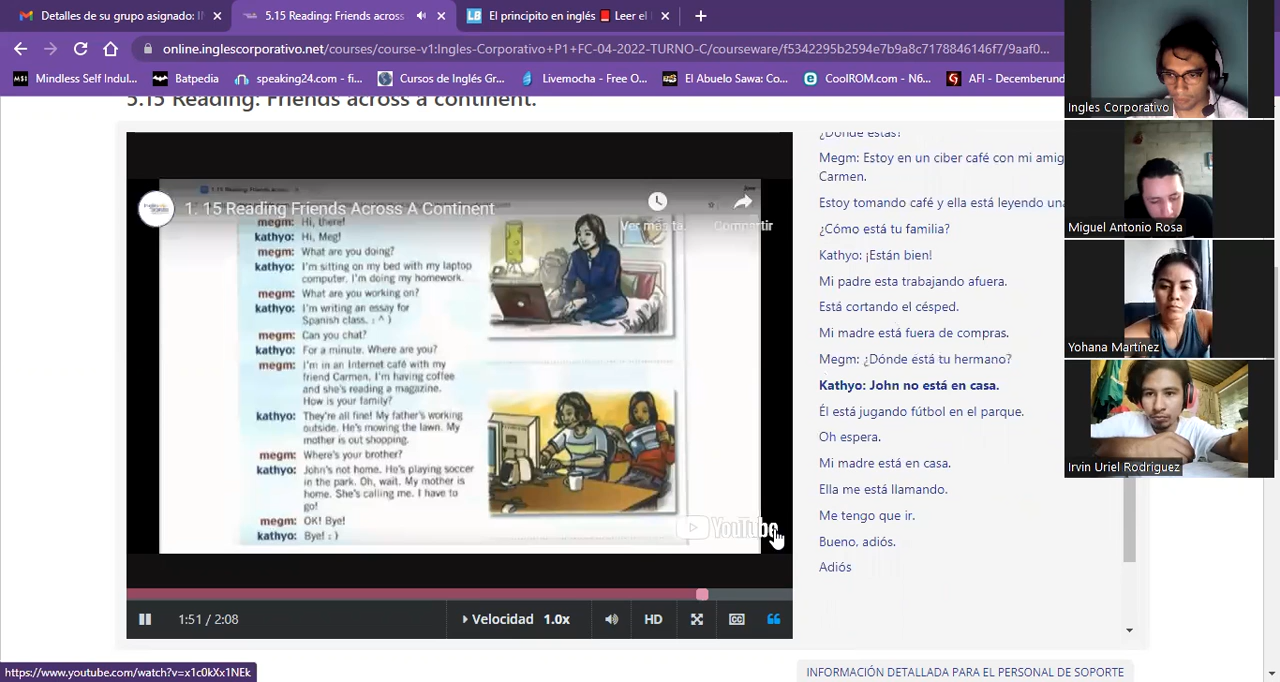 Detalles de su grupo asignado: I
5.15 Reading: Friends across
LB El principito en inglés Leer el
online.inglescorporativo.net/courses/course-v1:Ingles-Corporativo+P1+FC-04-2022-TURNO-C/courseware/f5342295b2594e7b9a8c7178846146f7/9aaf0...
Mindless Self Indul...
Batpedia
speaking24.com - fi...
Cursos de Inglés Gr...
Livemocha - Free O...
El Abuelo Sawa: Co...
CoolROM.com - N6...
AFI - Decemberund
5.15 Reading: Friends across a continent.
1. 15 Reading Friends Across A Continent
Ver más ta.
Compartir
megm: Hi, there!
kathyo: Hi, Meg!
megm: What are you doing?
kathyo: I'm sitting on my bed with my laptop
computer. I'm doing my homework.
megm: What are you working on?
kathyo: I'm writing an essay for
Spanish class. : ^ )
megm: Can you chat?
kathyo: For a minute. Where are you?
megm: I'm in an Internet café with my
friend Carmen. I'm having coffee
and she's reading a magazine.
How is your family?
kathyo: They're all fine! My father's working
outside. He's mowing the lawn. My
mother is out shopping.
megm: Where's your brother?
kathyo: John's not home. He's playing soccer
in the park. Oh, wait. My mother is
home. She's calling me. I have to
go!
megm: OK! Bye!
kathyo: Bye! : )
YouTube
1:51 / 2:08
Velocidad 1.0x
HD
¿Dónde estás?
Megm: Estoy en un ciber café con mi amig
Carmen.
Estoy tomando café y ella está leyendo una
¿Cómo está tu familia?
Kathyo: ¡Están bien!
Mi padre esta trabajando afuera.
Está cortando el césped.
Mi madre está fuera de compras.
Megm: ¿Dónde está tu hermano?
Kathyo: John no está en casa.
Él está jugando fútbol en el parque.
Oh espera.
Mi madre está en casa.
Ella me está llamando.
Me tengo que ir.
Bueno, adiós.
Adiós
Ingles Corporativo
Miguel Antonio Rosa
Yohana Martínez
Irvin Uriel Rodriguez
https://www.youtube.com/watch?v=x1c0kXx1NEk
INFORMACIÓN DETALLADA PARA EL PERSONAL DE SOPORTE